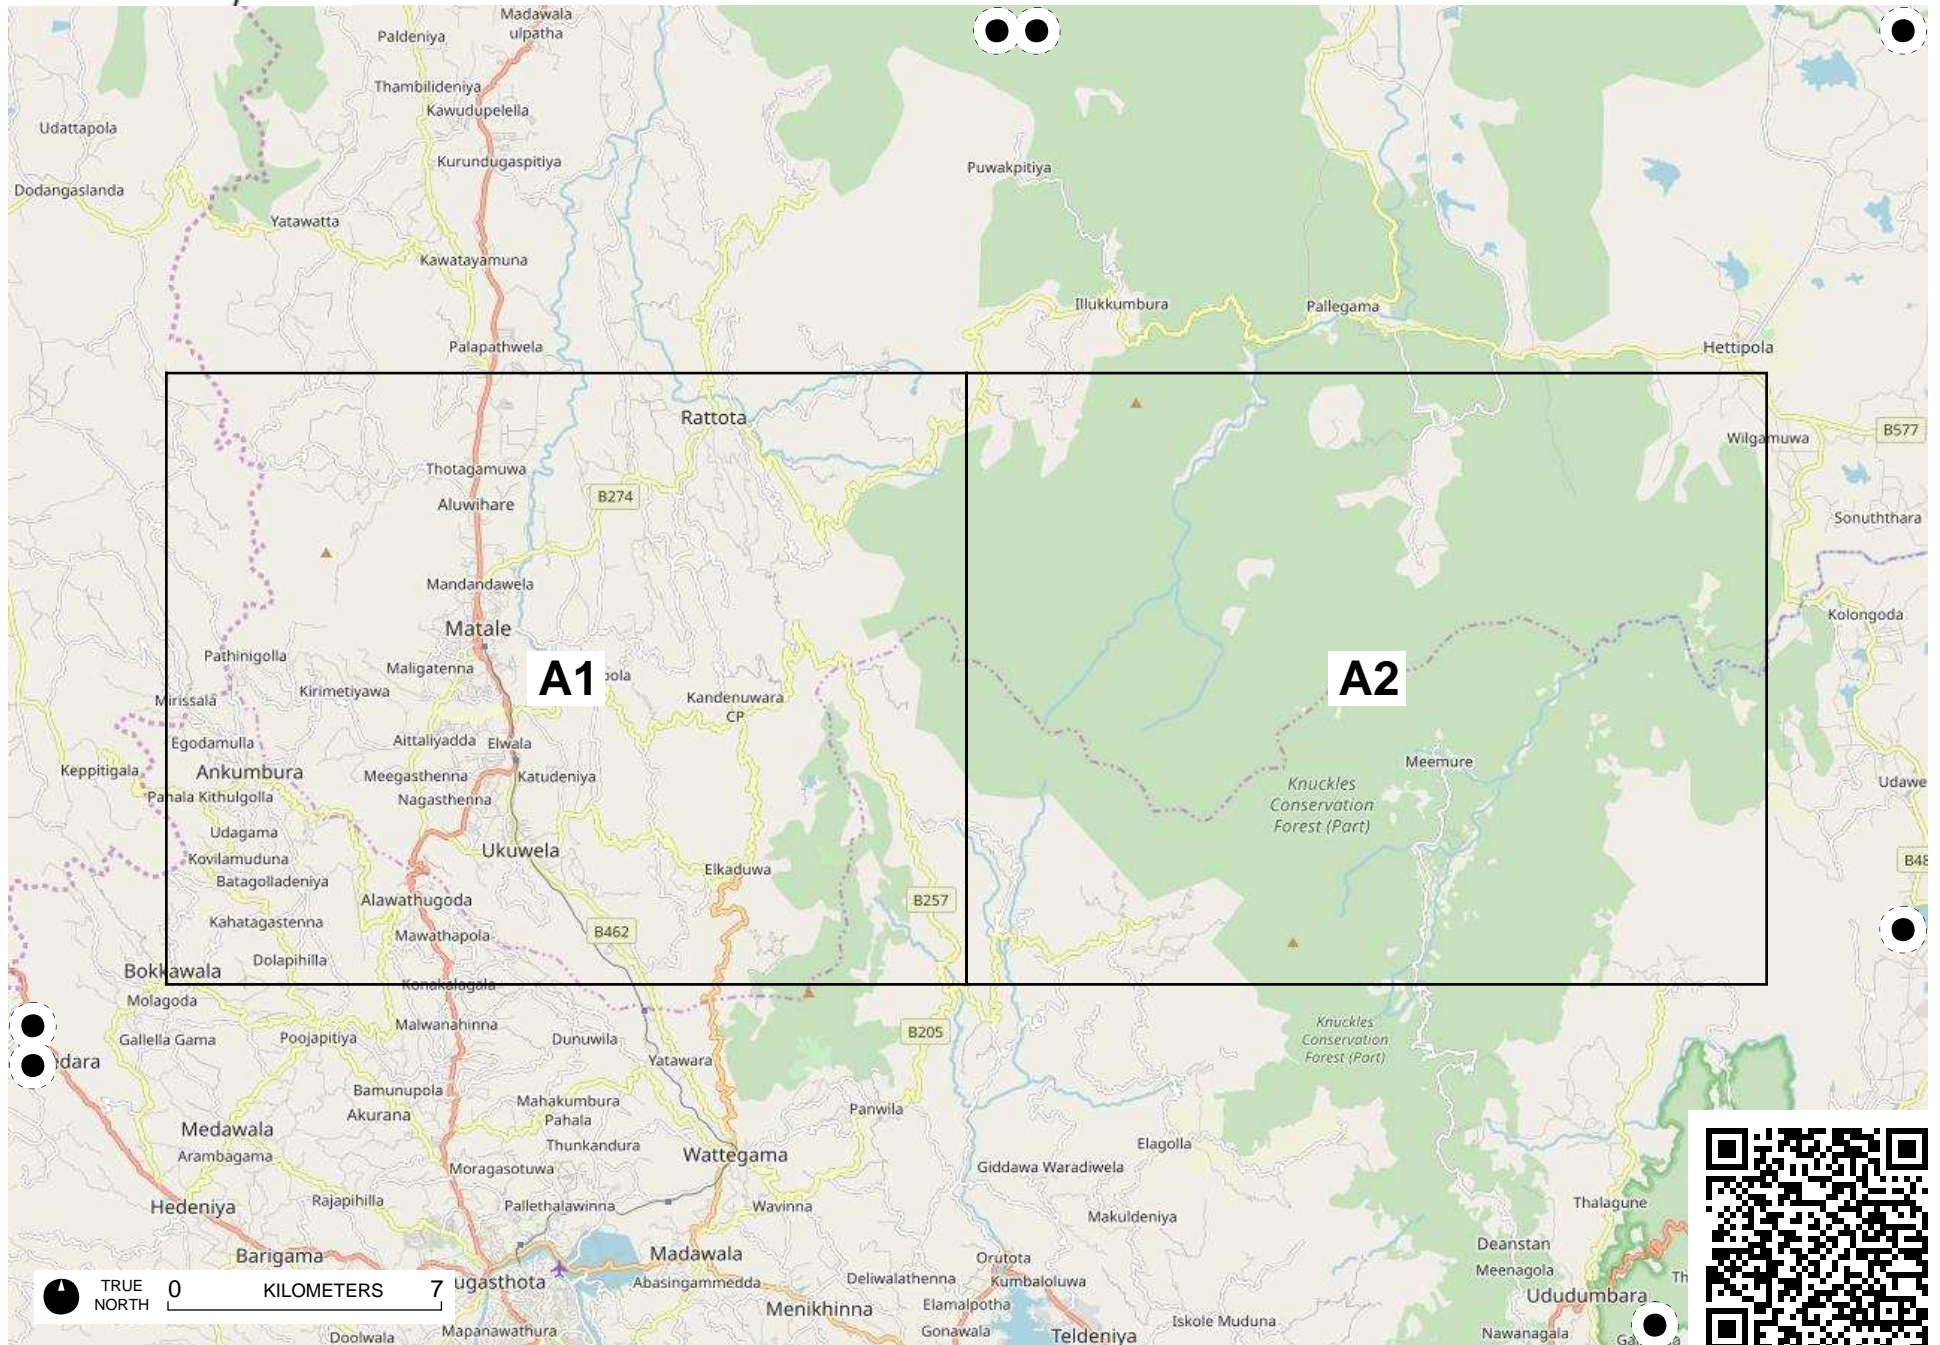 Madawala
ulpatha
Paldeniya
Thambilideniya
Kawudupelella
Udattapola
Kurundugaspitiya
Puwakpitiya
Dodangaslanda
Yatawatta
Kawatayamuna
Illukkumbura
Pallegama
Palapathwela
Hettipola
Rattota
B577
Wilgamuwa
Thotagamuwa
B274
Aluwihare
Sonuththara
Mandandawela
Kolongoda
Matale
Pathinigolla
Maligatenna
A1
A2
Kirimetiyawa
Mirissala
Kandenuwara
CP
Egodamulla
Aittaliyadda
Elwala
Meemure
Keppitigala
Ankumbura
Meegasthenna
Katudeniya
Udawe
Knuckles
Conservation
Forest (Part)
Pahala Kithulgolla
Nagasthenna
Udagama
Ukuwela
Kovilamuduna
B48
Elkaduwa
Batagolladeniya
Alawathugoda
B257
Kahatagastenna
Mawathapola
B462
Dolapihilla
Bokkawala
Konakalagala
Molagoda
Malwanahinna
Knuckles
Conservation
Forest (Part)
B205
Gallella Gama
Poojapitiya
Dunuwila
Yatawara
edara
Bamunupola
Mahakumbura
Pahala
Panwila
Akurana
Medawala
Thunkandura
Elagolla
Arambagama
Wattegama
Moragasotuwa
Giddawa Waradiwela
Hedeniya
Rajapihilla
Pallethalawinna
Wavinna
Thalagune
Makuldeniya
Deanstan
Barigama
Madawala
Orutota
Meenagola
ugasthota
Abasingammedda
Deliwalathenna
Kumbaloluwa
Th
TRUE
NORTH
0 KILOMETERS 7
Menikhinna
Elamalpotha
Ududumbara
Iskole Muduna
Doolwala
Mapanawathura
Gonawala
Teldeniya
Nawanagala